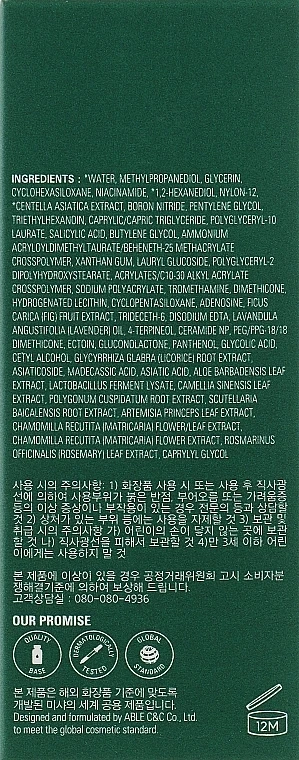 INGREDIENTS : *WATER, METHYLPROPANEDIOL, GLYCERIN,
CYCLOHEXASILOXANE, NIACINAMIDE, *1,2-HEXANEDIOL, NYLON-12,
*CENTELLA ASIATICA EXTRACT, BORON NITRIDE, PENTYLENE GLYCOL,
TRIETHYLHEXANOIN, CAPRYLIC/CAPRIC TRIGLYCERIDE, POLYGLYCERYL-10
LAURATE, SALICYLIC ACID, BUTYLENE GLYCOL, AMMONIUM
ACRYLOYLDIMETHYLTAURATE/BEHENETH-25 METHACRYLATE
CROSSPOLYMER, XANTHAN GUM, LAURYL GLUCOSIDE, POLYGLYCERYL-2
DIPOLYHYDROXYSTEARATE, ACRYLATES/C10-30 ALKYL ACRYLATE
CROSSPOLYMER, SODIUM POLYACRYLATE, TROMETHAMINE, DIMETHICONE,
HYDROGENATED LECITHIN, CYCLOPENTASILOXANE, ADENOSINE, FICUS
CARICA (FIG) FRUIT EXTRACT, TRIDECETH-6, DISODIUM EDTA, LAVANDULA
ANGUSTIFOLIA (LAVENDER) OIL, 4-TERPINEOL, CERAMIDE NP, PEG/PPG-18/18
DIMETHICONE, ECTOIN, GLUCONOLACTONE, PANTHENOL, GLYCOLIC ACID,
CETYL ALCOHOL, GLYCYRRHIZA GLABRA (LICORICE) ROOT EXTRACT,
ASIATICOSIDE, MADECASSIC ACID, ASIATIC ACID, ALOE BARBADENSIS LEAF
EXTRACT, LACTOBACILLUS FERMENT LYSATE, CAMELLIA SINENSIS LEAF
EXTRACT, POLYGONUM CUSPIDATUM ROOT EXTRACT, SCUTELLARIA
BAICALENSIS ROOT EXTRACT, ARTEMISIA PRINCEPS LEAF EXTRACT,
CHAMOMILLA RECUTITA (MATRICARIA) FLOWER/LEAF EXTRACT,
CHAMOMILLA RECUTITA (MATRICARIA) FLOWER EXTRACT, ROSMARINUS
OFFICINALIS (ROSEMARY) LEAF EXTRACT, CAPRYLYL GLYCOL
사용 시의 주의사항: 1) 화장품 사용 시 또는 사용 후 직사광
선에 의하여 사용부위가 붉은 반점, 부어오름 또는 가려움증
등의 이상 증상이나 부작용이 있는 경우 전문의 등과 상담할
것 2) 상처가 있는 부위 등에는 사용을 자제할 것 3) 보관 및
취급 시의 주의사항 가) 어린이의 손이 닿지 않는 곳에 보관
할 것 나) 직사광선을 피해서 보관할 것 4)만 3세 이하 어린
이에게는 사용하지 말 것
본 제품에 이상이 있을 경우 공정거래위원회 고시 소비자분
쟁해결기준에 의하여 보상해 드립니다.
고객상담실 : 080-080-4936
OUR PROMISE
QUALITY
BASE
DERMATOLOGICALLY
TESTED
GLOBAL
STANDARD
본 제품은 해외 화장품 기준에 맞도록
개발된 미샤의 세계 공용 제품입니다.
Designed and formulated by ABLE C&C Co., Ltd.
to meet the global cosmetic standard.
12M